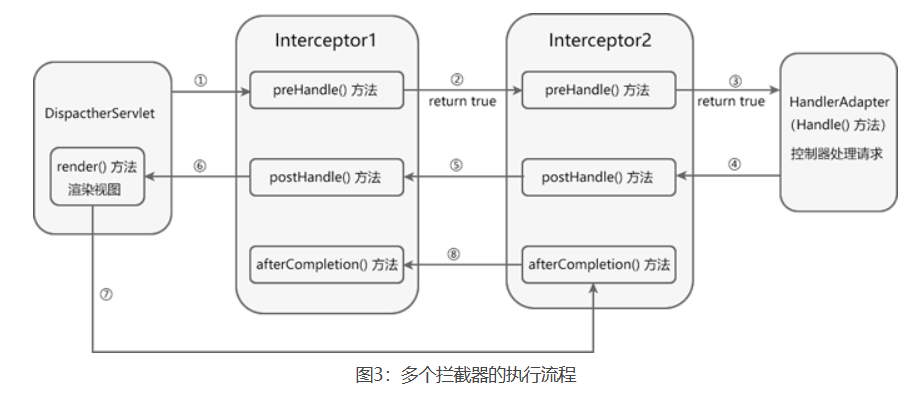 Interceptor1
Interceptor2
①
preHandle() 方法
②
return true
preHandle() 方法
③
return true
DispactherServlet
HandlerAdapter
(Handle() 方法)
控制器处理请求
render() 方法
渲染视图
⑥
postHandle() 方法
⑤
postHandle() 方法
④
afterCompletion() 方法
⑧
afterCompletion() 方法
⑦
图3：多个拦截器的执行流程